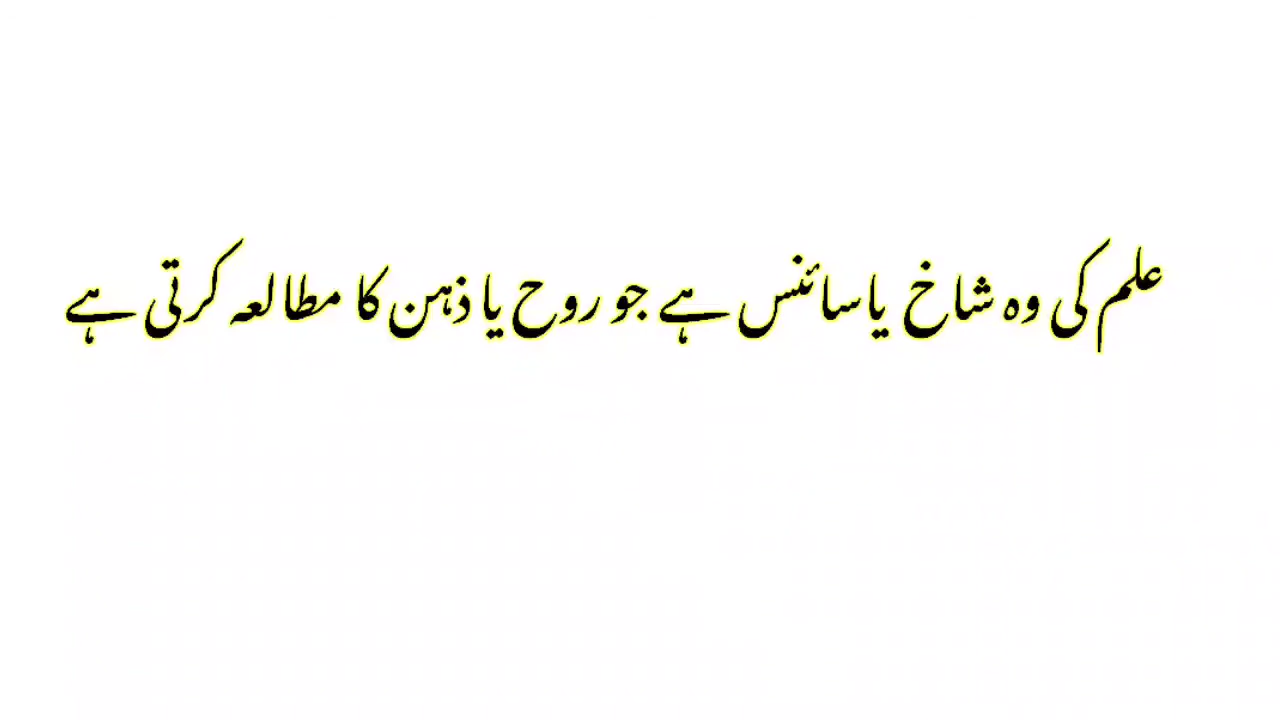 علم کی وہ شاخ یا سائنس ہے جو روح یا ذہن کا مطالعہ کرتی ہے